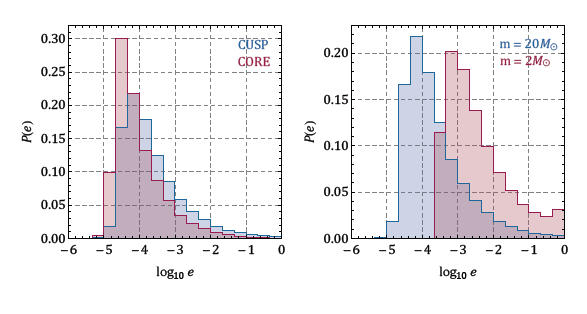 0.30
0.25
0.20
0.15
0.10
0.05
0.00
P(e)
CUSP
CORE
−6 −5 −4 −3 −2 −1 0
log₁₀ e
0.20
0.15
0.10
0.05
0.00
P(e)
m = 20M☉
m = 2M☉
−6 −5 −4 −3 −2 −1 0
log₁₀ e